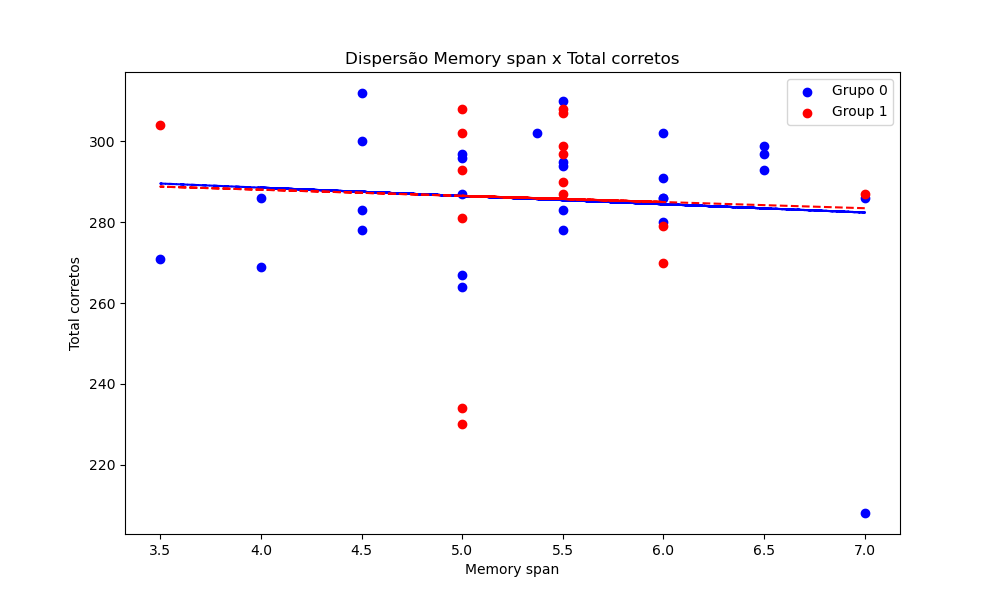 Dispersão Memory span x Total corretos
Grupo 0
Group 1
Total corretos
300
280
260
240
220
3.5 4.0 4.5 5.0 5.5 6.0 6.5 7.0
Memory span